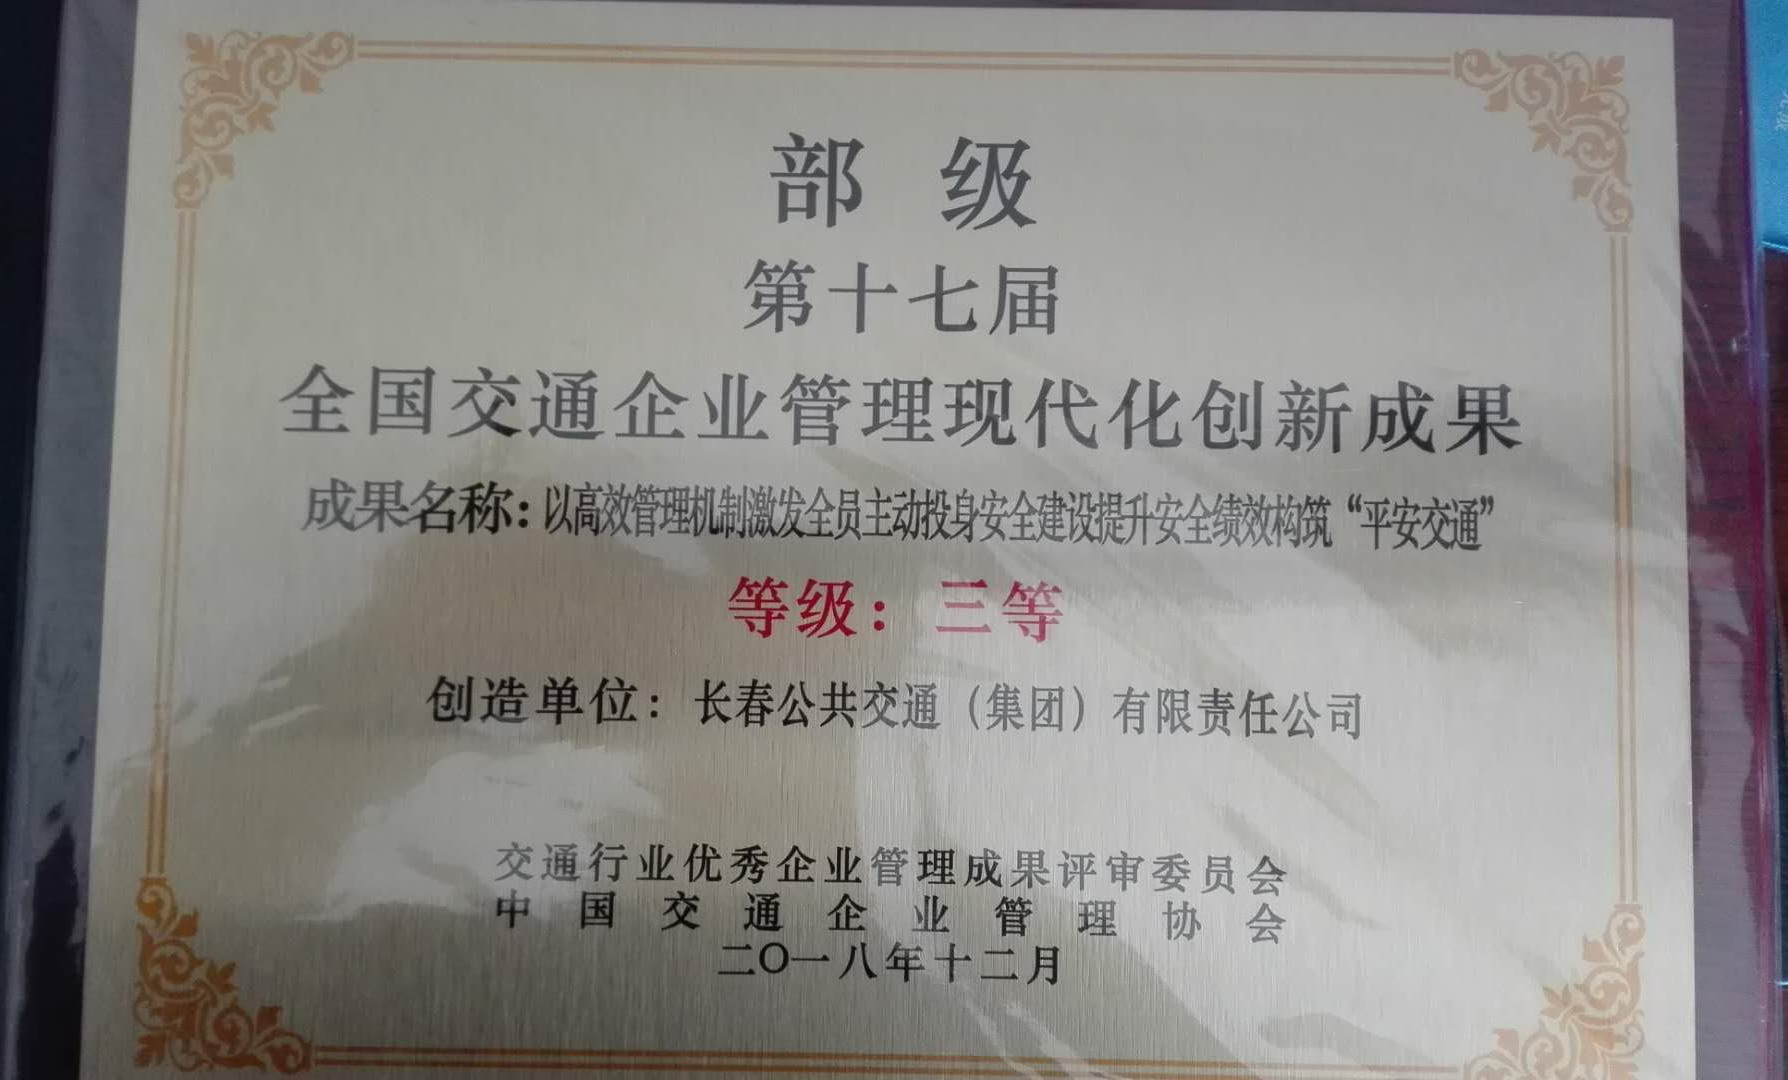 部级
第十七届
全国交通企业管理现代化创新成果
成果名称：以高效管理机制激发全员主动投身安全建设提升安全绩效构筑“平安交通”
等级：三等
创造单位：长春公共交通（集团）有限责任公司
交通行业优秀企业管理成果评审委员会
中国交通企业管理协会
二〇一八年十二月